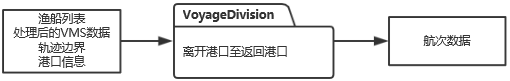 渔船列表
处理后的VMS数据
轨迹边界
港口信息
VoyageDivision
离开港口至返回港口
航次数据